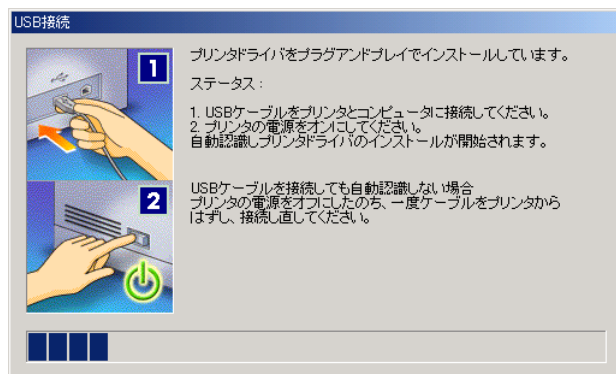 USB接続
1
プリンタドライバをプラグアンドプレイでインストールしています。
ステータス：
1. USBケーブルをプリンタとコンピュータに接続してください。
2. プリンタの電源をオンにしてください。
自動認識しプリンタドライバのインストールが開始されます。
2
USBケーブルを接続しても自動認識しない場合
プリンタの電源をオフにしたのち、一度ケーブルをプリンタから
はずし、接続し直してください。